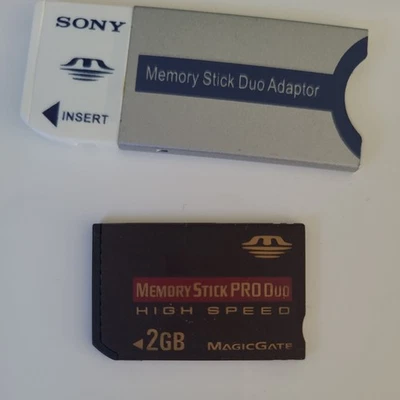 SONY
Memory Stick Duo Adaptor
INSERT
MEMORY STICK PRO DUO
HIGH SPEED
2GB MAGICGATE